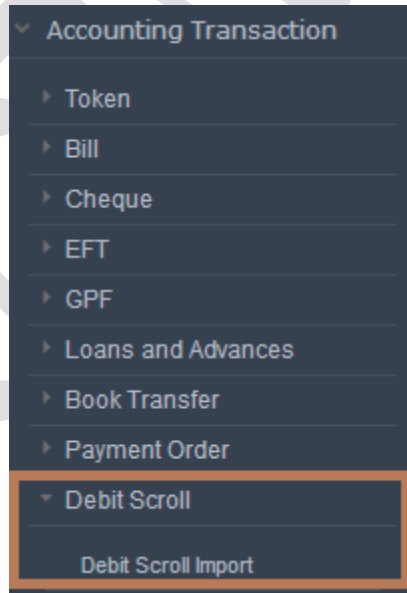 Accounting Transaction
Token
Bill
Cheque
EFT
GPF
Loans and Advances
Book Transfer
Payment Order
Debit Scroll
Debit Scroll Import